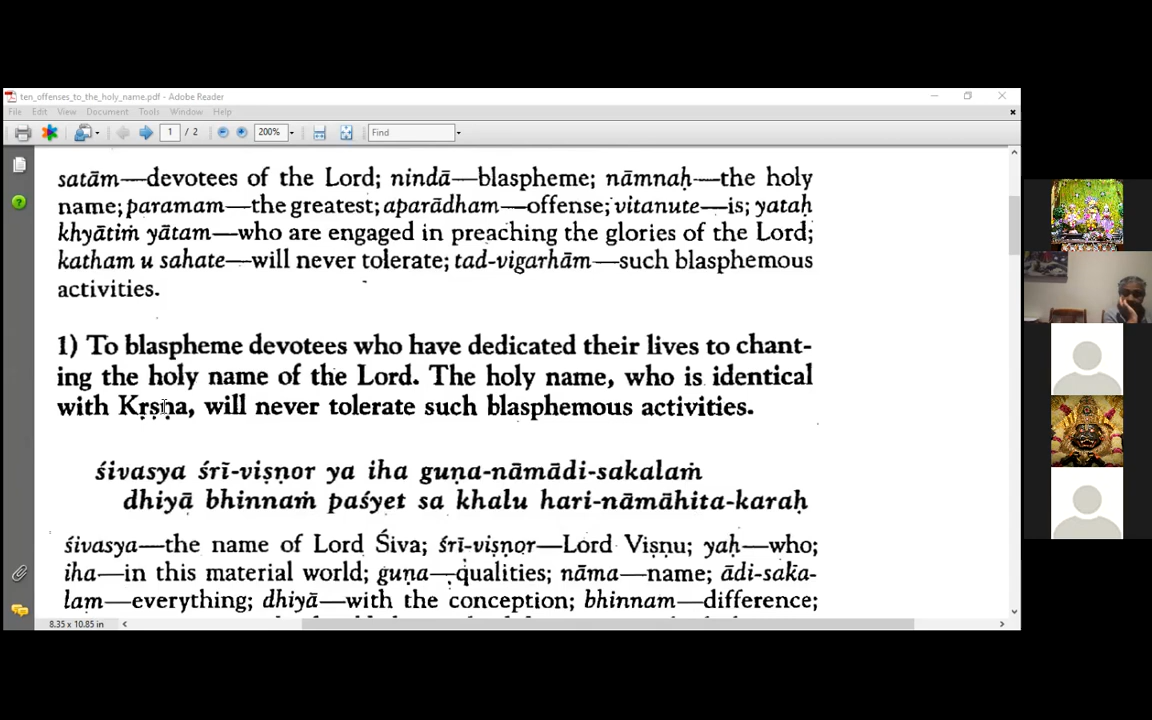 ten_offenses_to_the_holy_name.pdf - Adobe Reader
File Edit View Document Tools Window Help
1 / 2 200% Find
satām—devotees of the Lord; nindā—blaspheme; nāmnaḥ—the holy
name; paramam—the greatest; aparādham—offense; vitanute—is; yataḥ
khyātiṁ yātam—who are engaged in preaching the glories of the Lord;
katham u sahate—will never tolerate; tad-vigarhām—such blasphemous
activities.
1) To blaspheme devotees who have dedicated their lives to chant-
ing the holy name of the Lord. The holy name, who is identical
with Kṛṣṇa, will never tolerate such blasphemous activities.
śivasya śrī-viṣṇor ya iha guṇa-nāmādi-sakalaṁ
dhiyā bhinnaṁ paśyet sa khalu hari-nāmāhita-karaḥ
śivasya—the name of Lord Śiva; śrī-viṣṇor—Lord Viṣṇu; yaḥ—who;
iha—in this material world; guṇa—qualities; nāma—name; ādi-saka-
lam—everything; dhiyā—with the conception; bhinnam—difference;
8.35 x 10.85 in